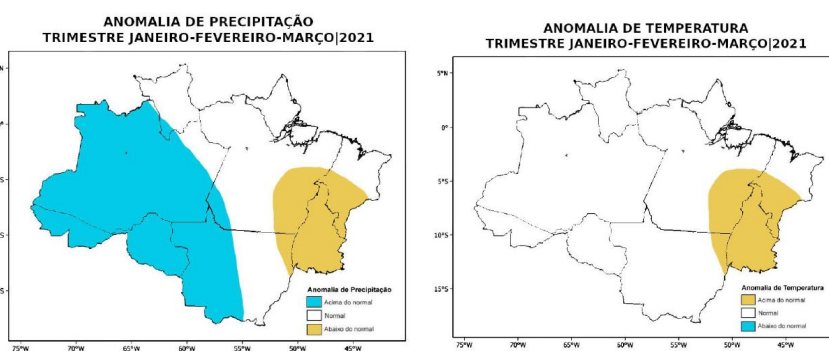 ANOMALIA DE PRECIPITAÇÃO
TRIMESTRE JANEIRO-FEVEREIRO-MARÇO|2021
Anomalia de Precipitação
Acima do normal
Normal
Abaixo do normal
75°W
70°W
65°W
60°W
55°W
50°W
45°W
ANOMALIA DE TEMPERATURA
TRIMESTRE JANEIRO-FEVEREIRO-MARÇO|2021
5°N
0°
5°S
10°S
15°S
Anomalia de Temperatura
Acima do normal
Normal
Abaixo do normal
75°W
70°W
65°W
60°W
55°W
50°W
45°W